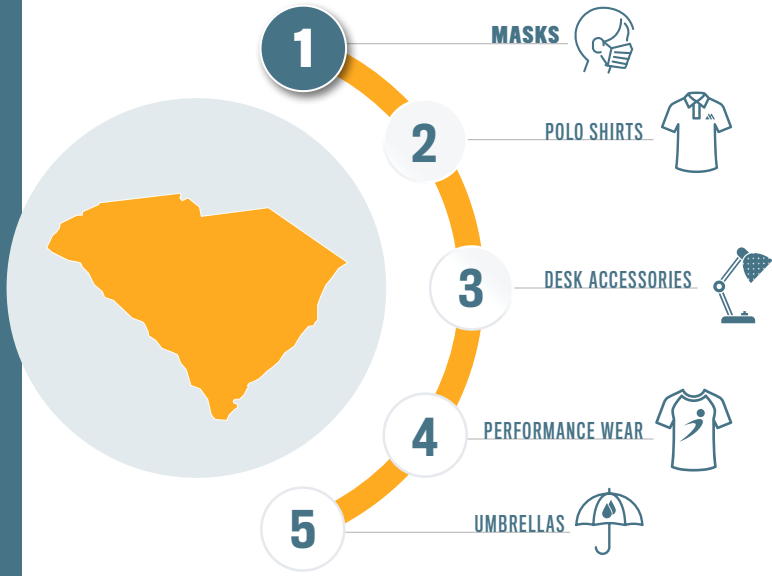 1 MASKS
2 POLO SHIRTS
3 DESK ACCESSORIES
4 PERFORMANCE WEAR
5 UMBRELLAS